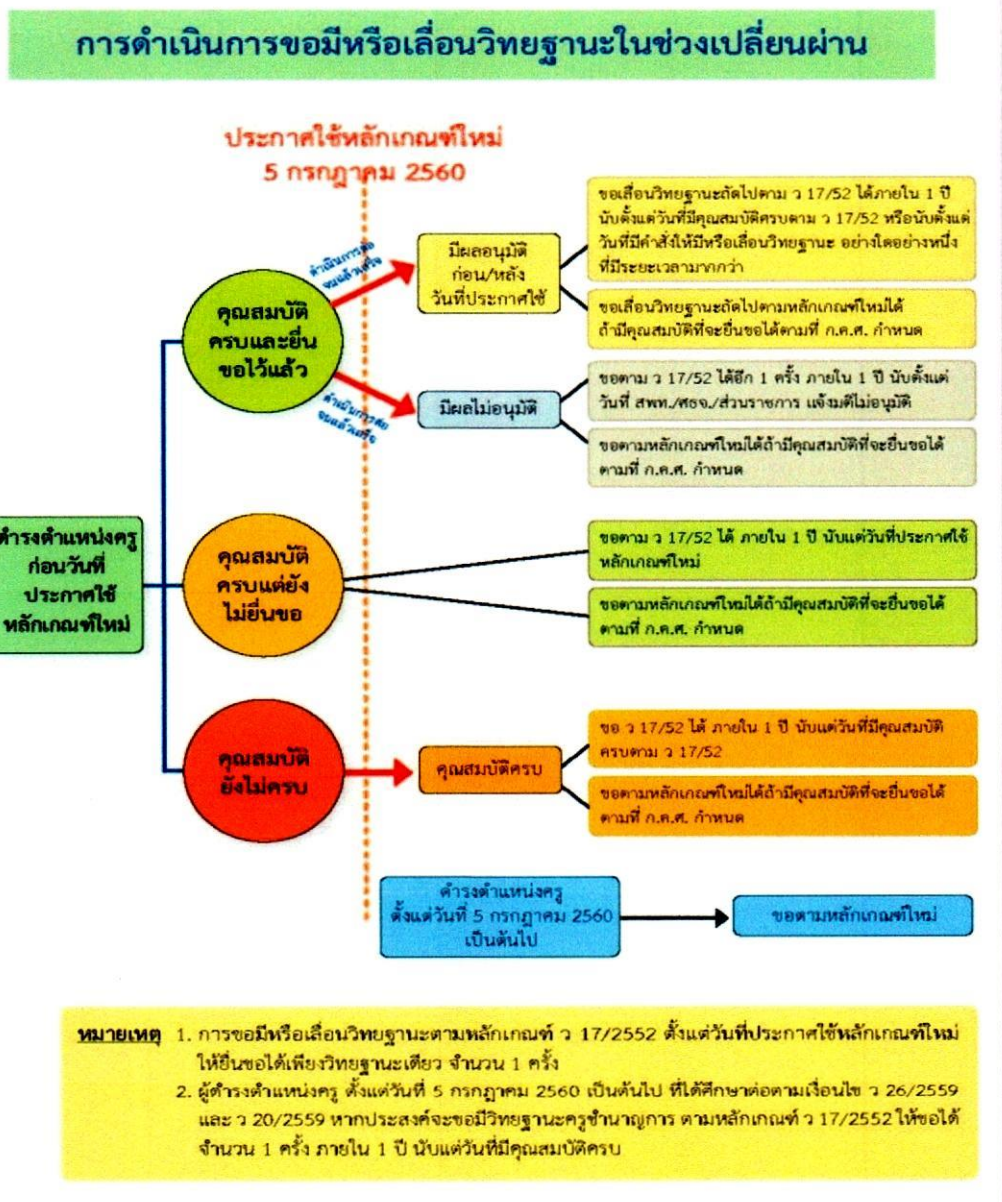 การดำเนินการขอมีหรือเลื่อนวิทยฐานะในช่วงเปลี่ยนผ่าน
ประกาศใช้หลักเกณฑ์ใหม่
5 กรกฎาคม 2560
ดำรงตำแหน่งครู
ก่อนวันที่
ประกาศใช้
หลักเกณฑ์ใหม่
คุณสมบัติ
ครบและยื่น
ขอไว้แล้ว
ดำเนินการต่อ
จนแล้วเสร็จ
มีผลอนุมัติ
ก่อน/หลัง
วันที่ประกาศใช้
ขอเลื่อนวิทยฐานะถัดไปตาม ว 17/52 ได้ภายใน 1 ปี
นับตั้งแต่วันที่มีคุณสมบัติครบตาม ว 17/52 หรือนับตั้งแต่
วันที่มีคำสั่งให้มีหรือเลื่อนวิทยฐานะ อย่างใดอย่างหนึ่ง
ที่มีระยะเวลามากกว่า
ขอเลื่อนวิทยฐานะถัดไปตามหลักเกณฑ์ใหม่ได้
ถ้ามีคุณสมบัติที่จะยื่นขอได้ตามที่ ก.ค.ศ. กำหนด
ดำเนินการต่อ
จนแล้วเสร็จ
มีผลไม่อนุมัติ
ขอตาม ว 17/52 ได้อีก 1 ครั้ง ภายใน 1 ปี นับตั้งแต่
วันที่ สพท./ศธจ./ส่วนราชการ แจ้งมติไม่อนุมัติ
ขอตามหลักเกณฑ์ใหม่ได้ถ้ามีคุณสมบัติที่จะยื่นขอได้
ตามที่ ก.ค.ศ. กำหนด
คุณสมบัติ
ครบแต่ยัง
ไม่ยื่นขอ
ขอตาม ว 17/52 ได้ ภายใน 1 ปี นับแต่วันที่ประกาศใช้
หลักเกณฑ์ใหม่
ขอตามหลักเกณฑ์ใหม่ได้ถ้ามีคุณสมบัติที่จะยื่นขอได้
ตามที่ ก.ค.ศ. กำหนด
คุณสมบัติ
ยังไม่ครบ
คุณสมบัติครบ
ขอ ว 17/52 ได้ ภายใน 1 ปี นับแต่วันที่มีคุณสมบัติ
ครบตาม ว 17/52
ขอตามหลักเกณฑ์ใหม่ได้ถ้ามีคุณสมบัติที่จะยื่นขอได้
ตามที่ ก.ค.ศ. กำหนด
ดำรงตำแหน่งครู
ตั้งแต่วันที่ 5 กรกฎาคม 2560
เป็นต้นไป
ขอตามหลักเกณฑ์ใหม่
หมายเหตุ 1. การขอมีหรือเลื่อนวิทยฐานะตามหลักเกณฑ์ ว 17/2552 ตั้งแต่วันที่ประกาศใช้หลักเกณฑ์ใหม่
ให้ยื่นขอได้เพียงวิทยฐานะเดียว จำนวน 1 ครั้ง
2. ผู้ดำรงตำแหน่งครู ตั้งแต่วันที่ 5 กรกฎาคม 2560 เป็นต้นไป ที่ได้ศึกษาต่อตามเงื่อนไข ว 26/2559
และ ว 20/2559 หากประสงค์จะขอมีวิทยฐานะครูชำนาญการ ตามหลักเกณฑ์ ว 17/2552 ให้ขอได้
จำนวน 1 ครั้ง ภายใน 1 ปี นับแต่วันที่มีคุณสมบัติครบ